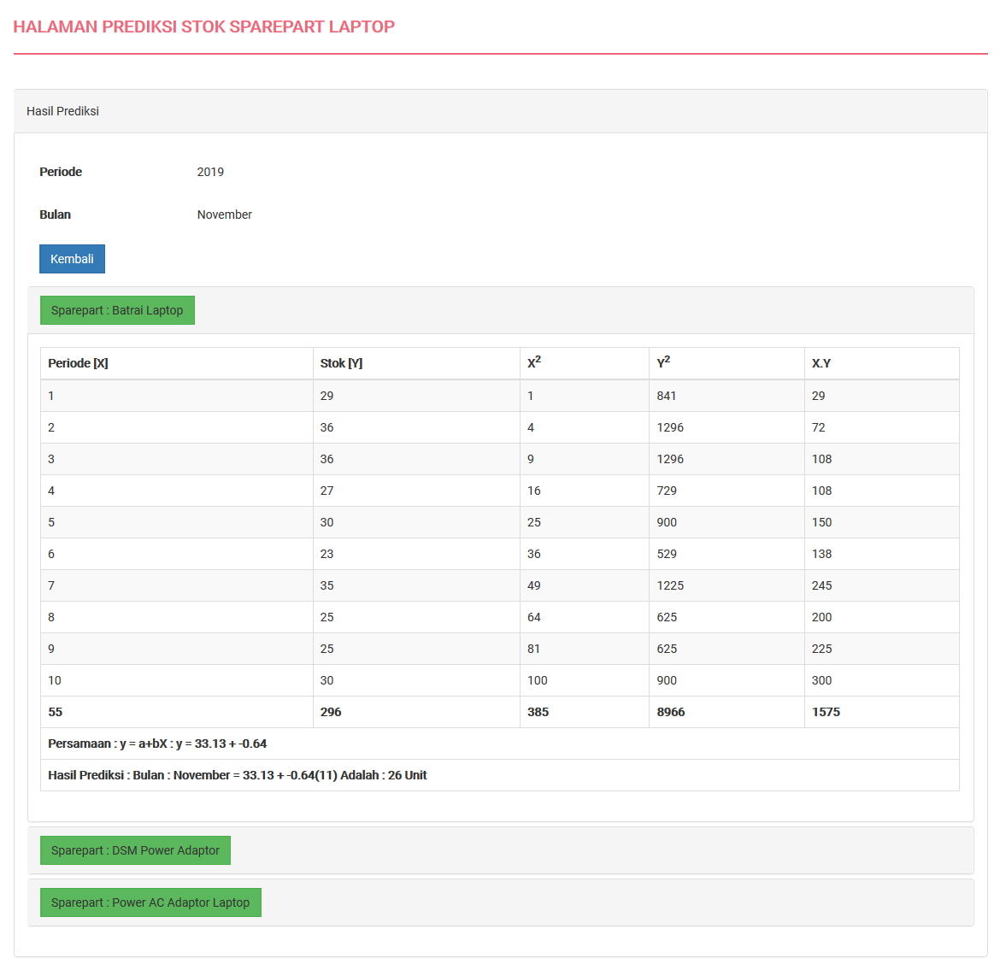 HALAMAN PREDIKSI STOK SPAREPART LAPTOP
Hasil Prediksi
Periode 2019
Bulan November
Kembali
Sparepart : Batrai Laptop
Periode [X] Stok [Y] X² Y² X.Y
1 29 1 841 29
2 36 4 1296 72
3 36 9 1296 108
4 27 16 729 108
5 30 25 900 150
6 23 36 529 138
7 35 49 1225 245
8 25 64 625 200
9 25 81 625 225
10 30 100 900 300
55 296 385 8966 1575
Persamaan : y = a+bX : y = 33.13 + -0.64
Hasil Prediksi : Bulan : November = 33.13 + -0.64(11) Adalah : 26 Unit
Sparepart : DSM Power Adaptor
Sparepart : Power AC Adaptor Laptop